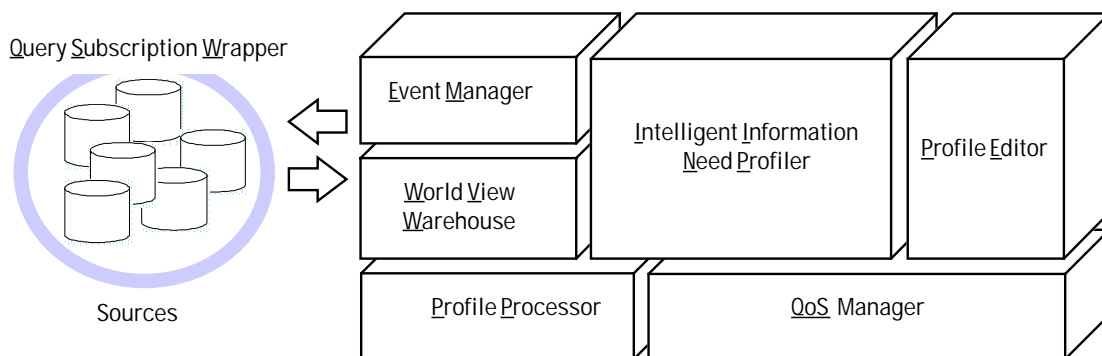 Query Subscription Wrapper
Sources
Event Manager
World View
Warehouse
Intelligent Information
Need Profiler
Profile Editor
Profile Processor
QoS Manager